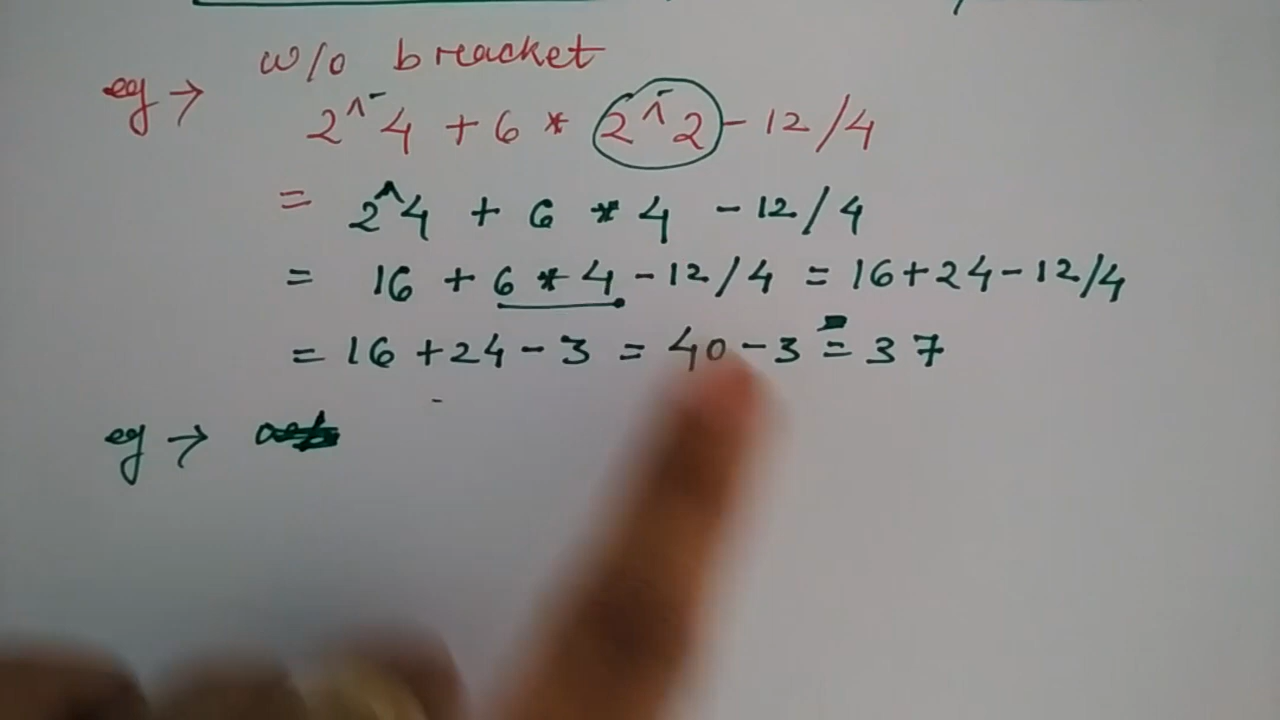 w/o breacket
eg → 2^4 + 6 * 2^2 - 12/4
= 2^4 + 6 * 4 - 12/4
= 16 + 6 * 4 - 12/4 = 16+24-12/4
= 16+24-3 = 40-3 = 37
eg →